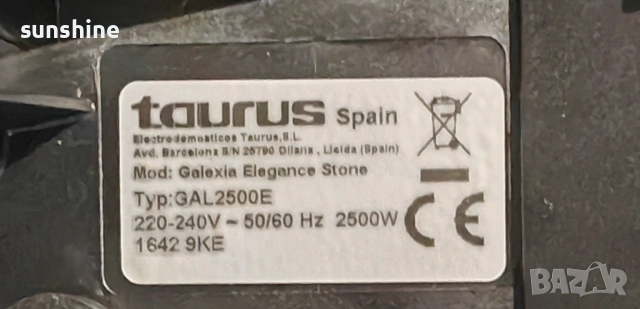 sunshine
taurus Spain
Electrodomosticos Taurus,S.L.
Avd. Barcelona S/N 25790 Oliana , Lleida (Spain)
Mod: Galexia Elegance Stone
Typ:GAL2500E
220-240V ~ 50/60 Hz 2500W
1642 9KE
CE
BAZAR